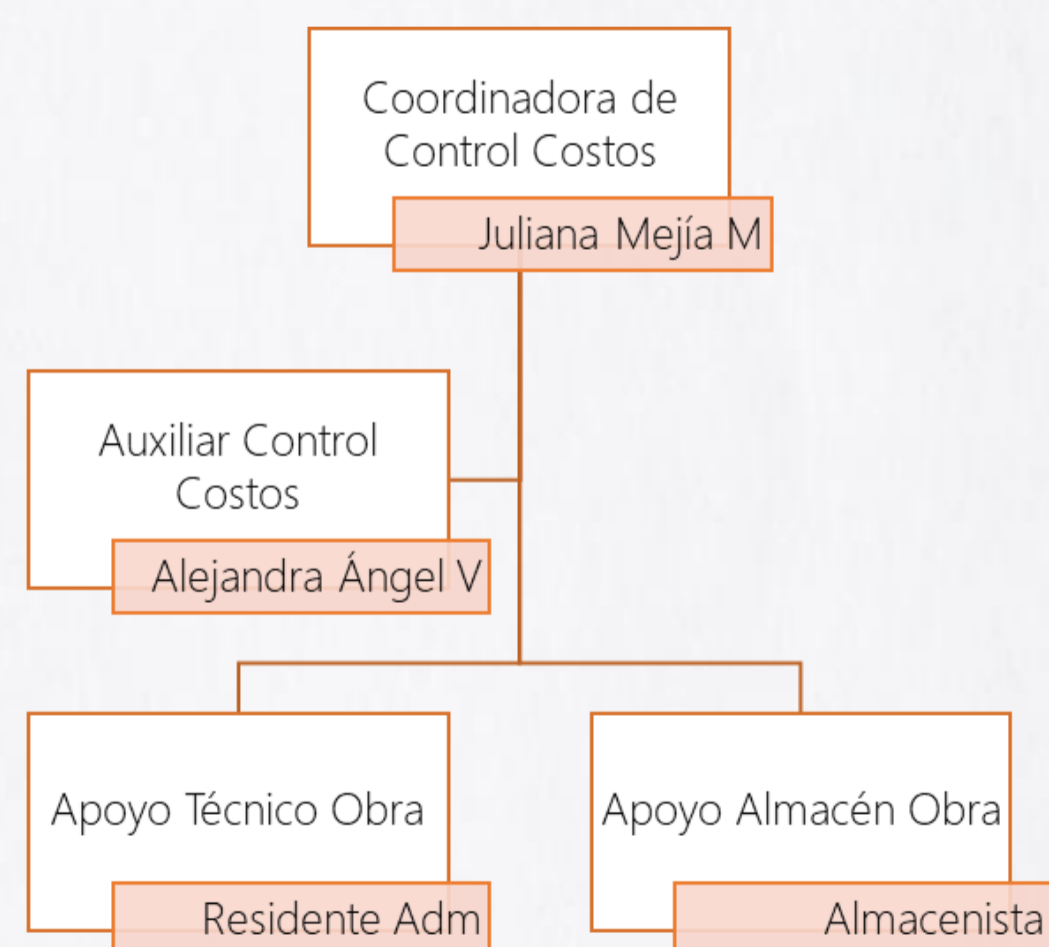 Coordinadora de
Control Costos
Juliana Mejía M
Auxiliar Control
Costos
Alejandra Ángel V
Apoyo Técnico Obra
Residente Adm
Apoyo Almacén Obra
Almacenista